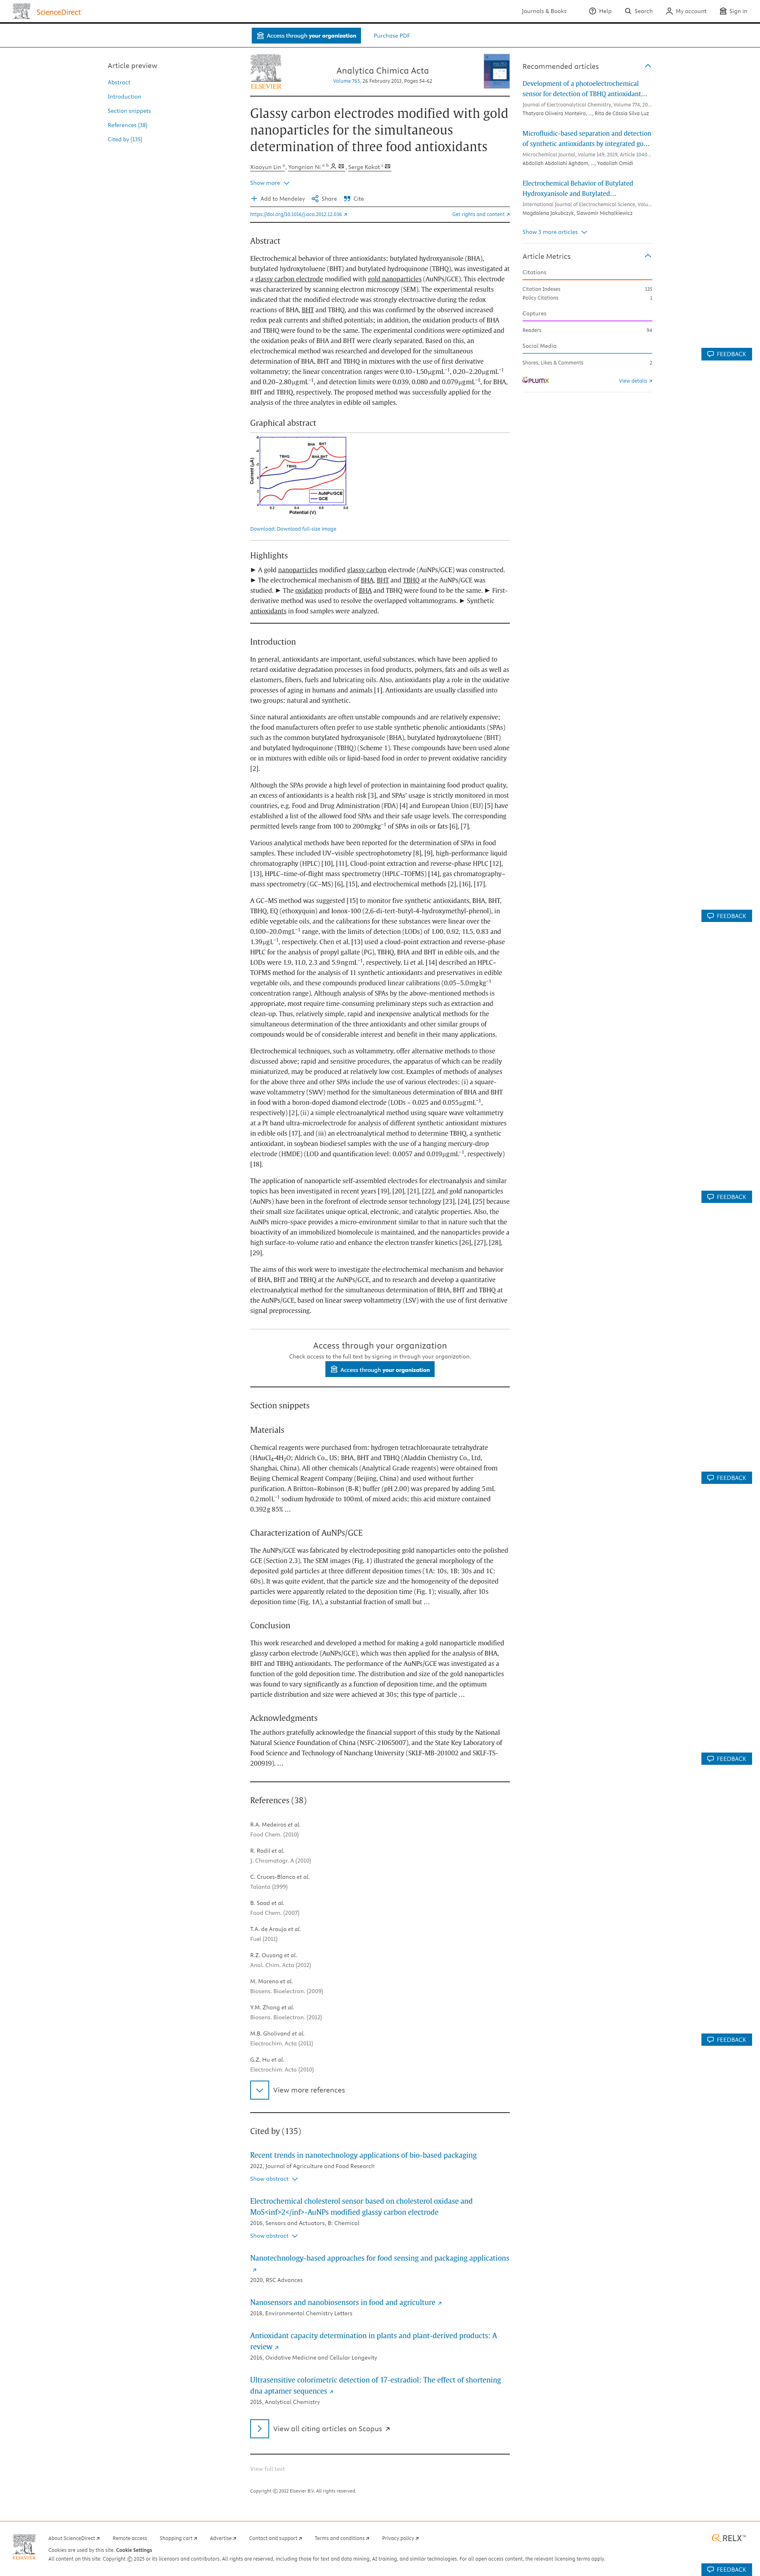 ScienceDirect
Journals & Books
Help
Search
My account
Sign in
Access through your organization
Purchase PDF
Article preview
Abstract
Introduction
Section snippets
References (38)
Cited by (135)
ELSEVIER
Analytica Chimica Acta
Volume 765, 26 February 2013, Pages 54-62
Glassy carbon electrodes modified with gold
nanoparticles for the simultaneous
determination of three food antioxidants
Xiaoyun Lin a, Yongnian Ni a b, Serge Kokot c
Show more
Add to Mendeley
Share
Cite
https://doi.org/10.1016/j.aca.2012.12.036
Get rights and content
Abstract
Electrochemical behavior of three antioxidants: butylated hydroxyanisole (BHA),
butylated hydroxytoluene (BHT) and butylated hydroquinone (TBHQ), was investigated at
a glassy carbon electrode modified with gold nanoparticles (AuNPs/GCE). This electrode
was characterized by scanning electron microscopy (SEM). The experimental results
indicated that the modified electrode was strongly electroactive during the redox
reactions of BHA, BHT and TBHQ, and this was confirmed by the observed increased
redox peak currents and shifted potentials; in addition, the oxidation products of BHA
and TBHQ were found to be the same. The experimental conditions were optimized and
the oxidation peaks of BHA and BHT were clearly separated. Based on this, an
electrochemical method was researched and developed for the simultaneous
determination of BHA, BHT and TBHQ in mixtures with the use of first derivative
voltammetry; the linear concentration ranges were 0.10–1.50 μg mL−1, 0.20–2.20 μg mL−1
and 0.20–2.80 μg mL−1, and detection limits were 0.039, 0.080 and 0.079 μg mL−1, for BHA,
BHT and TBHQ, respectively. The proposed method was successfully applied for the
analysis of the three analytes in edible oil samples.
Graphical abstract
Current (μA)
TBHQ
BHA BHT
BHA BHT
TBHQ
AuNPs/GCE
GCE
0.2 0.4 0.6 0.8
Potential (V)
Download: Download full-size image
Highlights
► A gold nanoparticles modified glassy carbon electrode (AuNPs/GCE) was constructed.
► The electrochemical mechanism of BHA, BHT and TBHQ at the AuNPs/GCE was
studied. ► The oxidation products of BHA and TBHQ were found to be the same. ► First-
derivative method was used to resolve the overlapped voltammograms. ► Synthetic
antioxidants in food samples were analyzed.
Introduction
In general, antioxidants are important, useful substances, which have been applied to
retard oxidative degradation processes in food products, polymers, fats and oils as well as
elastomers, fibers, fuels and lubricating oils. Also, antioxidants play a role in the oxidative
processes of aging in humans and animals [1]. Antioxidants are usually classified into
two groups: natural and synthetic.
Since natural antioxidants are often unstable compounds and are relatively expensive;
the food manufacturers often prefer to use stable synthetic phenolic antioxidants (SPAs)
such as the common butylated hydroxyanisole (BHA), butylated hydroxytoluene (BHT)
and butylated hydroquinone (TBHQ) (Scheme 1). These compounds have been used alone
or in mixtures with edible oils or lipid-based food in order to prevent oxidative rancidity
[2].
Although the SPAs provide a high level of protection in maintaining food product quality,
an excess of antioxidants is a health risk [3], and SPAs' usage is strictly monitored in most
countries, e.g. Food and Drug Administration (FDA) [4] and European Union (EU) [5] have
established a list of the allowed food SPAs and their safe usage levels. The corresponding
permitted levels range from 100 to 200 mg kg−1 of SPAs in oils or fats [6], [7].
Various analytical methods have been reported for the determination of SPAs in food
samples. These included UV–visible spectrophotometry [8], [9], high-performance liquid
chromatography (HPLC) [10], [11], Cloud-point extraction and reverse-phase HPLC [12],
[13], HPLC–time-of-flight mass spectrometry (HPLC–TOFMS) [14], gas chromatography–
mass spectrometry (GC–MS) [6], [15], and electrochemical methods [2], [16], [17].
A GC–MS method was suggested [15] to monitor five synthetic antioxidants, BHA, BHT,
TBHQ, EQ (ethoxyquin) and Ionox-100 (2,6-di-tert-butyl-4-hydroxymethyl-phenol), in
edible vegetable oils, and the calibrations for these substances were linear over the
0.100–20.0 mg L−1 range, with the limits of detection (LODs) of 1.00, 0.92, 11.5, 0.83 and
1.39 μg L−1, respectively. Chen et al. [13] used a cloud-point extraction and reverse-phase
HPLC for the analysis of propyl gallate (PG), TBHQ, BHA and BHT in edible oils, and the
LODs were 1.9, 11.0, 2.3 and 5.9 ng mL−1, respectively, Li et al. [14] described an HPLC–
TOFMS method for the analysis of 11 synthetic antioxidants and preservatives in edible
vegetable oils, and these compounds produced linear calibrations (0.05–5.0 mg kg−1
concentration range). Although analysis of SPAs by the above-mentioned methods is
appropriate, most require time-consuming preliminary steps such as extraction and
clean-up. Thus, relatively simple, rapid and inexpensive analytical methods for the
simultaneous determination of the three antioxidants or other similar groups of
compounds would be of considerable interest and benefit in their many applications.
Electrochemical techniques, such as voltammetry, offer alternative methods to those
discussed above; rapid and sensitive procedures, the apparatus of which can be readily
miniaturized, may be produced at relatively low cost. Examples of methods of analyses
for the above three and other SPAs include the use of various electrodes: (i) a square-
wave voltammetry (SWV) method for the simultaneous determination of BHA and BHT
in food with a boron-doped diamond electrode (LODs – 0.025 and 0.055 μg mL−1,
respectively) [2], (ii) a simple electroanalytical method using square wave voltammetry
at a Pt band ultra-microelectrode for analysis of different synthetic antioxidant mixtures
in edible oils [17], and (iii) an electroanalytical method to determine TBHQ, a synthetic
antioxidant, in soybean biodiesel samples with the use of a hanging mercury-drop
electrode (HMDE) (LOD and quantification level: 0.0057 and 0.019 μg mL−1, respectively)
[18].
The application of nanoparticle self-assembled electrodes for electroanalysis and similar
topics has been investigated in recent years [19], [20], [21], [22], and gold nanoparticles
(AuNPs) have been in the forefront of electrode sensor technology [23], [24], [25] because
their small size facilitates unique optical, electronic, and catalytic properties. Also, the
AuNPs micro-space provides a micro-environment similar to that in nature such that the
bioactivity of an immobilized biomolecule is maintained, and the nanoparticles provide a
high surface-to-volume ratio and enhance the electron transfer kinetics [26], [27], [28],
[29].
The aims of this work were to investigate the electrochemical mechanism and behavior
of BHA, BHT and TBHQ at the AuNPs/GCE, and to research and develop a quantitative
electroanalytical method for the simultaneous determination of BHA, BHT and TBHQ at
the AuNPs/GCE, based on linear sweep voltammetry (LSV) with the use of first derivative
signal preprocessing.
Access through your organization
Check access to the full text by signing in through your organization.
Access through your organization
Section snippets
Materials
Chemical reagents were purchased from: hydrogen tetrachloroaurate tetrahydrate
(HAuCl4·4H2O; Aldrich Co., US; BHA, BHT and TBHQ (Aladdin Chemistry Co., Ltd,
Shanghai, China). All other chemicals (Analytical Grade reagents) were obtained from
Beijing Chemical Reagent Company (Beijing, China) and used without further
purification. A Britton–Robinson (B-R) buffer (pH 2.00) was prepared by adding 5 mL
0.2 mol L−1 sodium hydroxide to 100 mL of mixed acids; this acid mixture contained
0.392 g 85% …
Characterization of AuNPs/GCE
The AuNPs/GCE was fabricated by electrodepositing gold nanoparticles onto the polished
GCE (Section 2.3). The SEM images (Fig. 1) illustrated the general morphology of the
deposited gold particles at three different deposition times (1A: 10s, 1B: 30s and 1C:
60s). It was quite evident, that the particle size and the homogeneity of the deposited
particles were apparently related to the deposition time (Fig. 1); visually, after 10s
deposition time (Fig. 1A), a substantial fraction of small but …
Conclusion
This work researched and developed a method for making a gold nanoparticle modified
glassy carbon electrode (AuNPs/GCE), which was then applied for the analysis of BHA,
BHT and TBHQ antioxidants. The performance of the AuNPs/GCE was investigated as a
function of the gold deposition time. The distribution and size of the gold nanoparticles
was found to vary significantly as a function of deposition time, and the optimum
particle distribution and size were achieved at 30s; this type of particle …
Acknowledgments
The authors gratefully acknowledge the financial support of this study by the National
Natural Science Foundation of China (NSFC-21065007), and the State Key Laboratory of
Food Science and Technology of Nanchang University (SKLF-MB-201002 and SKLF-TS-
200919), …
References (38)
R.A. Medeiros et al.
Food Chem. (2010)
R. Rodil et al.
J. Chromatogr. A (2010)
C. Cruces-Blanco et al.
Talanta (1999)
B. Saad et al.
Food Chem. (2007)
T.A. de Araujo et al.
Fuel (2011)
R.Z. Ouyang et al.
Anal. Chim. Acta (2012)
M. Moreno et al.
Biosens. Bioelectron. (2009)
Y.M. Zhang et al.
Biosens. Bioelectron. (2012)
M.B. Gholivand et al.
Electrochim. Acta (2011)
G.Z. Hu et al.
Electrochim. Acta (2010)
View more references
Cited by (135)
Recent trends in nanotechnology applications of bio-based packaging
2022, Journal of Agriculture and Food Research
Show abstract
Electrochemical cholesterol sensor based on cholesterol oxidase and
MoS<inf>2</inf>-AuNPs modified glassy carbon electrode
2016, Sensors and Actuators, B: Chemical
Show abstract
Nanotechnology-based approaches for food sensing and packaging applications
2020, RSC Advances
Nanosensors and nanobiosensors in food and agriculture
2018, Environmental Chemistry Letters
Antioxidant capacity determination in plants and plant-derived products: A
review
2016, Oxidative Medicine and Cellular Longevity
Ultrasensitive colorimetric detection of 17-estradiol: The effect of shortening
dna aptamer sequences
2015, Analytical Chemistry
View all citing articles on Scopus
View full text
Copyright © 2012 Elsevier B.V. All rights reserved.
Recommended articles
Development of a photoelectrochemical
sensor for detection of TBHQ antioxidant…
Journal of Electroanalytical Chemistry, Volume 774, 20…
Thatyara Oliveira Monteiro, …, Rita de Cássia Silva Luz
Microfluidic-based separation and detection
of synthetic antioxidants by integrated go…
Microchemical Journal, Volume 149, 2019, Article 1040…
Abdollah Abdollahi Aghdam, …, Yadollah Omidi
Electrochemical Behavior of Butylated
Hydroxyanisole and Butylated…
International Journal of Electrochemical Science, Volu…
Magdalena Jakubczyk, Slawomir Michalkiewicz
Show 3 more articles
Article Metrics
Citations
Citation Indexes 135
Policy Citations 1
Captures
Readers 94
Social Media
Shares, Likes & Comments 2
PLUMX
View details
FEEDBACK
FEEDBACK
FEEDBACK
FEEDBACK
FEEDBACK
FEEDBACK
FEEDBACK
ELSEVIER
About ScienceDirect
Remote access
Shopping cart
Advertise
Contact and support
Terms and conditions
Privacy policy
Cookies are used by this site. Cookie Settings
All content on this site: Copyright © 2025 or its licensors and contributors. All rights are reserved, including those for text and data mining, AI training, and similar technologies. For all open access content, the relevant licensing terms apply.
RELX™